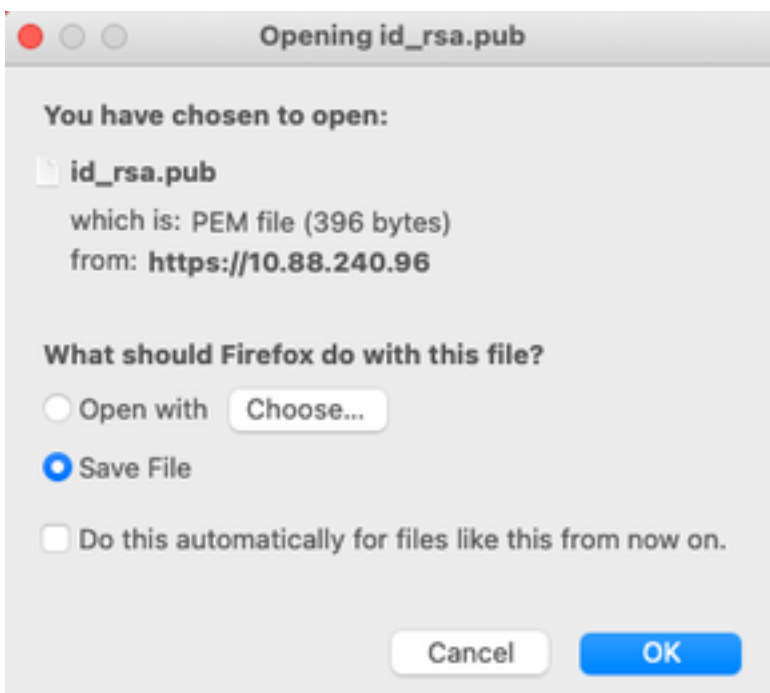 Opening id_rsa.pub
You have chosen to open:
id_rsa.pub
which is: PEM file (396 bytes)
from: https://10.88.240.96
What should Firefox do with this file?
Open with Choose...
Save File
Do this automatically for files like this from now on.
Cancel OK